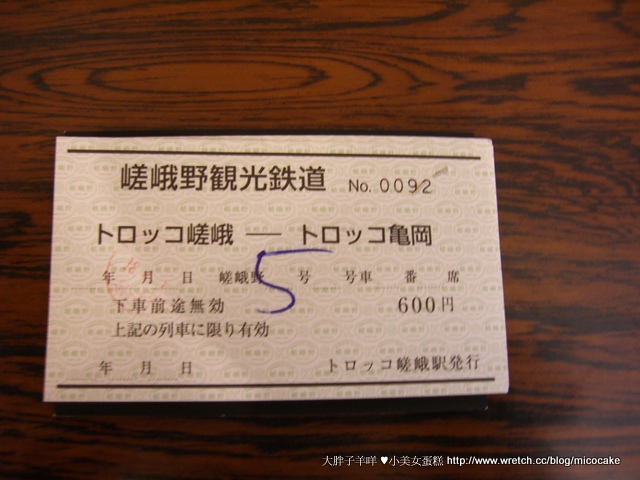 嵯峨野観光鉄道 No. 0092
トロッコ嵯峨 ― トロッコ亀岡
年 月 日 嵯峨野 5 号 号車 番 席
下車前途無効 600円
上記の列車に限り有効
年 月 日 トロッコ嵯峨駅発行
大胖子羊咩 ♥小美女蛋糕 http://www.wretch.cc/blog/micocake